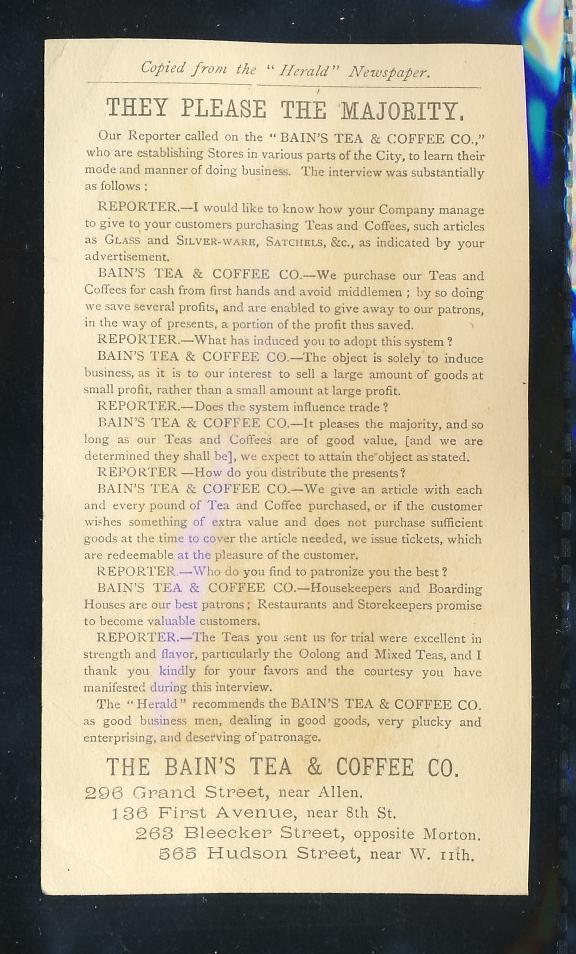 Copied from the "Herald" Newspaper.
THEY PLEASE THE MAJORITY.
Our Reporter called on the "BAIN'S TEA & COFFEE CO.,"
who are establishing Stores in various parts of the City, to learn their
mode and manner of doing business. The interview was substantially
as follows:
REPORTER.—I would like to know how your Company manage
to give to your customers purchasing Teas and Coffees, such articles
as GLASS and SILVER-WARE, SATCHELS, &c., as indicated by your
advertisement.
BAIN'S TEA & COFFEE CO.—We purchase our Teas and
Coffees for cash from first hands and avoid middlemen; by so doing
we save several profits, and are enabled to give away to our patrons,
in the way of presents, a portion of the profit thus saved.
REPORTER.—What has induced you to adopt this system?
BAIN'S TEA & COFFEE CO.—The object is solely to induce
business, as it is to our interest to sell a large amount of goods at
small profit, rather than a small amount at large profit.
REPORTER.—Does the system influence trade?
BAIN'S TEA & COFFEE CO.—It pleases the majority, and so
long as our Teas and Coffees are of good value, [and we are
determined they shall be], we expect to attain the object as stated.
REPORTER—How do you distribute the presents?
BAIN'S TEA & COFFEE CO.—We give an article with each
and every pound of Tea and Coffee purchased, or if the customer
wishes something of extra value and does not purchase sufficient
goods at the time to cover the article needed, we issue tickets, which
are redeemable at the pleasure of the customer.
REPORTER.—Who do you find to patronize you the best?
BAIN'S TEA & COFFEE CO.—Housekeepers and Boarding
Houses are our best patrons; Restaurants and Storekeepers promise
to become valuable customers.
REPORTER.—The Teas you sent us for trial were excellent in
strength and flavor, particularly the Oolong and Mixed Teas, and I
thank you kindly for your favors and the courtesy you have
manifested during this interview.
The "Herald" recommends the BAIN'S TEA & COFFEE CO.
as good business men, dealing in good goods, very plucky and
enterprising, and deserving of patronage.
THE BAIN'S TEA & COFFEE CO.
296 Grand Street, near Allen.
136 First Avenue, near 8th St.
263 Bleecker Street, opposite Morton.
565 Hudson Street, near W. 11th.